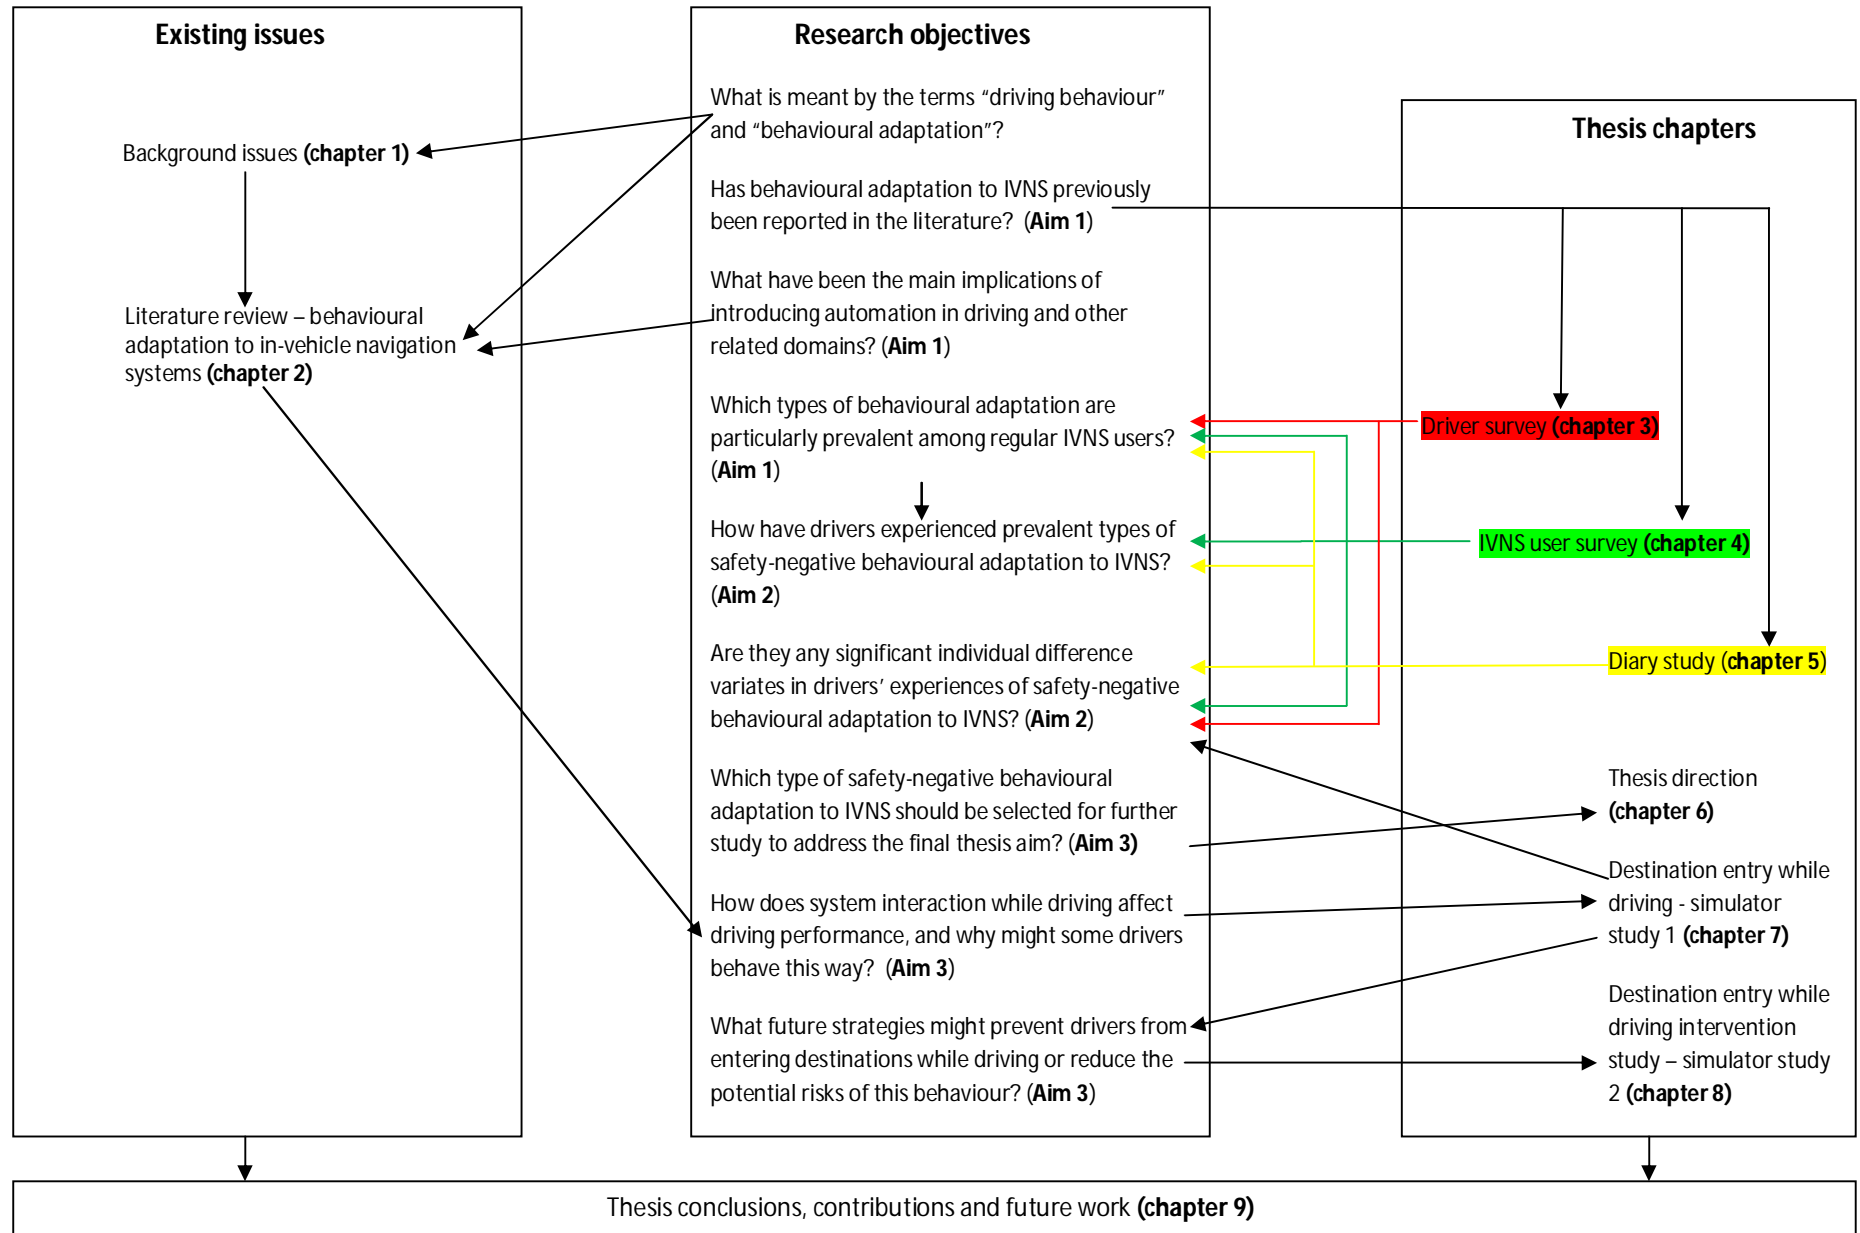 Existing issues
Background issues (chapter 1)
Literature review – behavioural
adaptation to in-vehicle navigation
systems (chapter 2)
Research objectives
What is meant by the terms “driving behaviour”
and “behavioural adaptation”?
Has behavioural adaptation to IVNS previously
been reported in the literature? (Aim 1)
What have been the main implications of
introducing automation in driving and other
related domains? (Aim 1)
Which types of behavioural adaptation are
particularly prevalent among regular IVNS users?
(Aim 1)
How have drivers experienced prevalent types of
safety-negative behavioural adaptation to IVNS?
(Aim 2)
Are they any significant individual difference
variates in drivers’ experiences of safety-negative
behavioural adaptation to IVNS? (Aim 2)
Which type of safety-negative behavioural
adaptation to IVNS should be selected for further
study to address the final thesis aim? (Aim 3)
How does system interaction while driving affect
driving performance, and why might some drivers
behave this way? (Aim 3)
What future strategies might prevent drivers from
entering destinations while driving or reduce the
potential risks of this behaviour? (Aim 3)
Thesis chapters
Driver survey (chapter 3)
IVNS user survey (chapter 4)
Diary study (chapter 5)
Thesis direction
(chapter 6)
Destination entry while
driving - simulator
study 1 (chapter 7)
Destination entry while
driving intervention
study – simulator study
2 (chapter 8)
Thesis conclusions, contributions and future work (chapter 9)